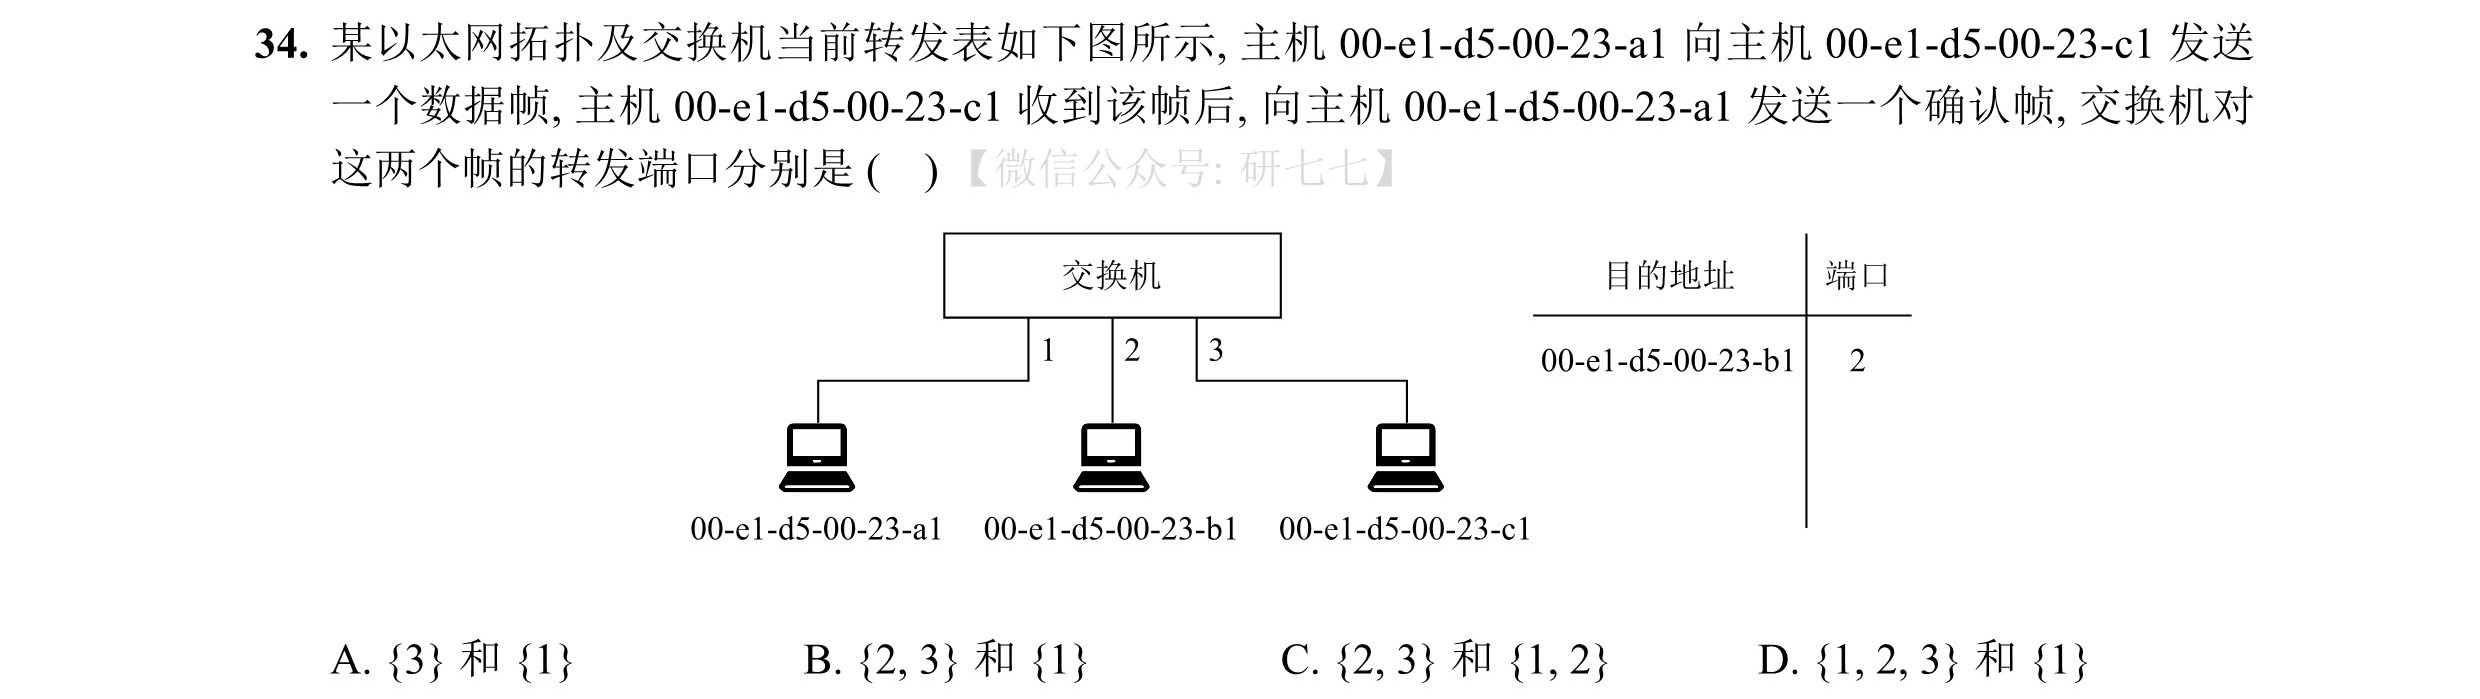 34. 某以太网拓扑及交换机当前转发表如下图所示, 主机 00-e1-d5-00-23-a1 向主机 00-e1-d5-00-23-c1 发送
一个数据帧, 主机 00-e1-d5-00-23-c1 收到该帧后, 向主机 00-e1-d5-00-23-a1 发送一个确认帧, 交换机对
这两个帧的转发端口分别是 (    ) 【微信公众号: 研七七】
交换机
目的地址 端口
1 2 3
00-e1-d5-00-23-b1 2
00-e1-d5-00-23-a1 00-e1-d5-00-23-b1 00-e1-d5-00-23-c1
A. {3} 和 {1} B. {2, 3} 和 {1} C. {2, 3} 和 {1, 2} D. {1, 2, 3} 和 {1}